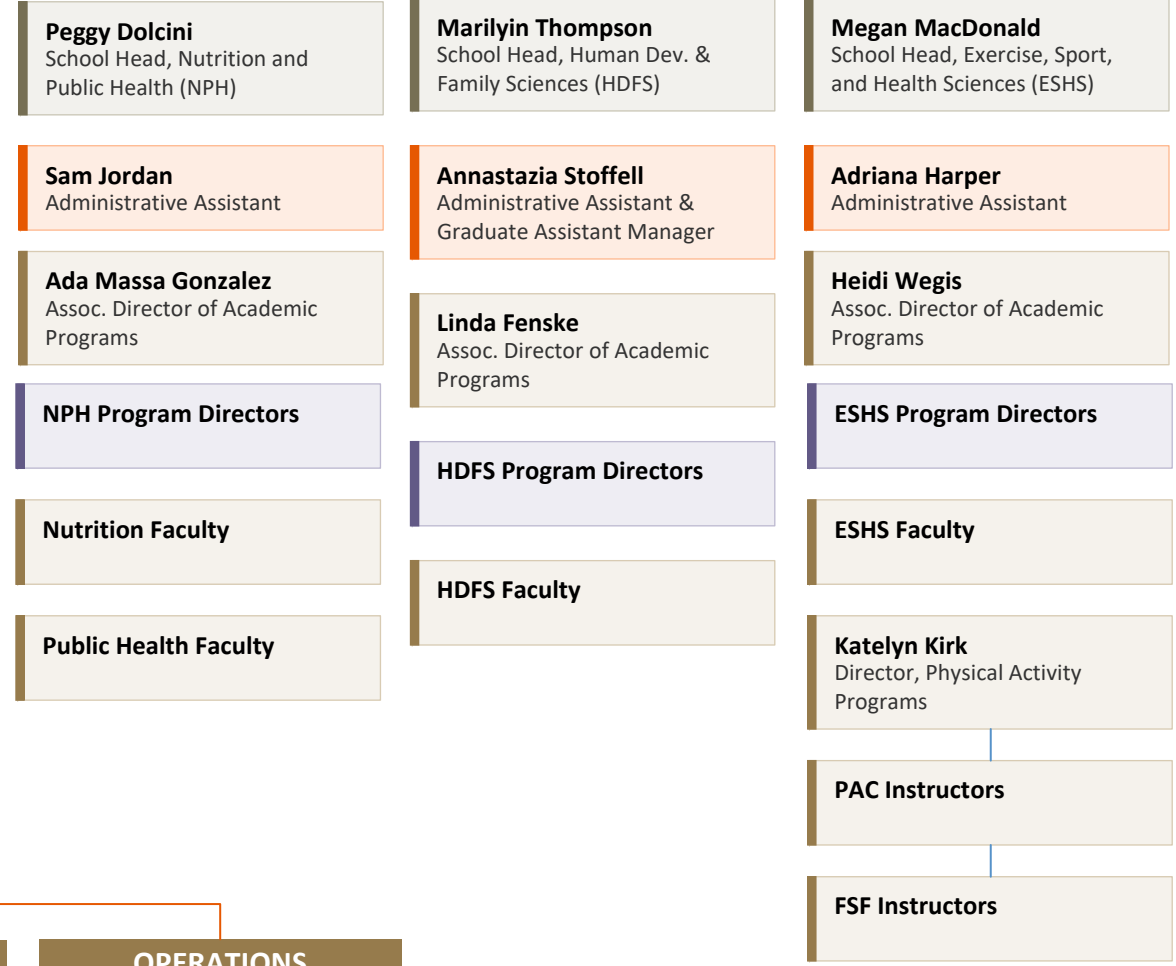 Peggy Dolcini
School Head, Nutrition and
Public Health (NPH)
Sam Jordan
Administrative Assistant
Ada Massa Gonzalez
Assoc. Director of Academic
Programs
NPH Program Directors
Nutrition Faculty
Public Health Faculty
Marilyin Thompson
School Head, Human Dev. &
Family Sciences (HDFS)
Annastazia Stoffell
Administrative Assistant &
Graduate Assistant Manager
Linda Fenske
Assoc. Director of Academic
Programs
HDFS Program Directors
HDFS Faculty
Megan MacDonald
School Head, Exercise, Sport,
and Health Sciences (ESHS)
Adriana Harper
Administrative Assistant
Heidi Wegis
Assoc. Director of Academic
Programs
ESHS Program Directors
ESHS Faculty
Katelyn Kirk
Director, Physical Activity
Programs
PAC Instructors
FSF Instructors
OPERATIONS